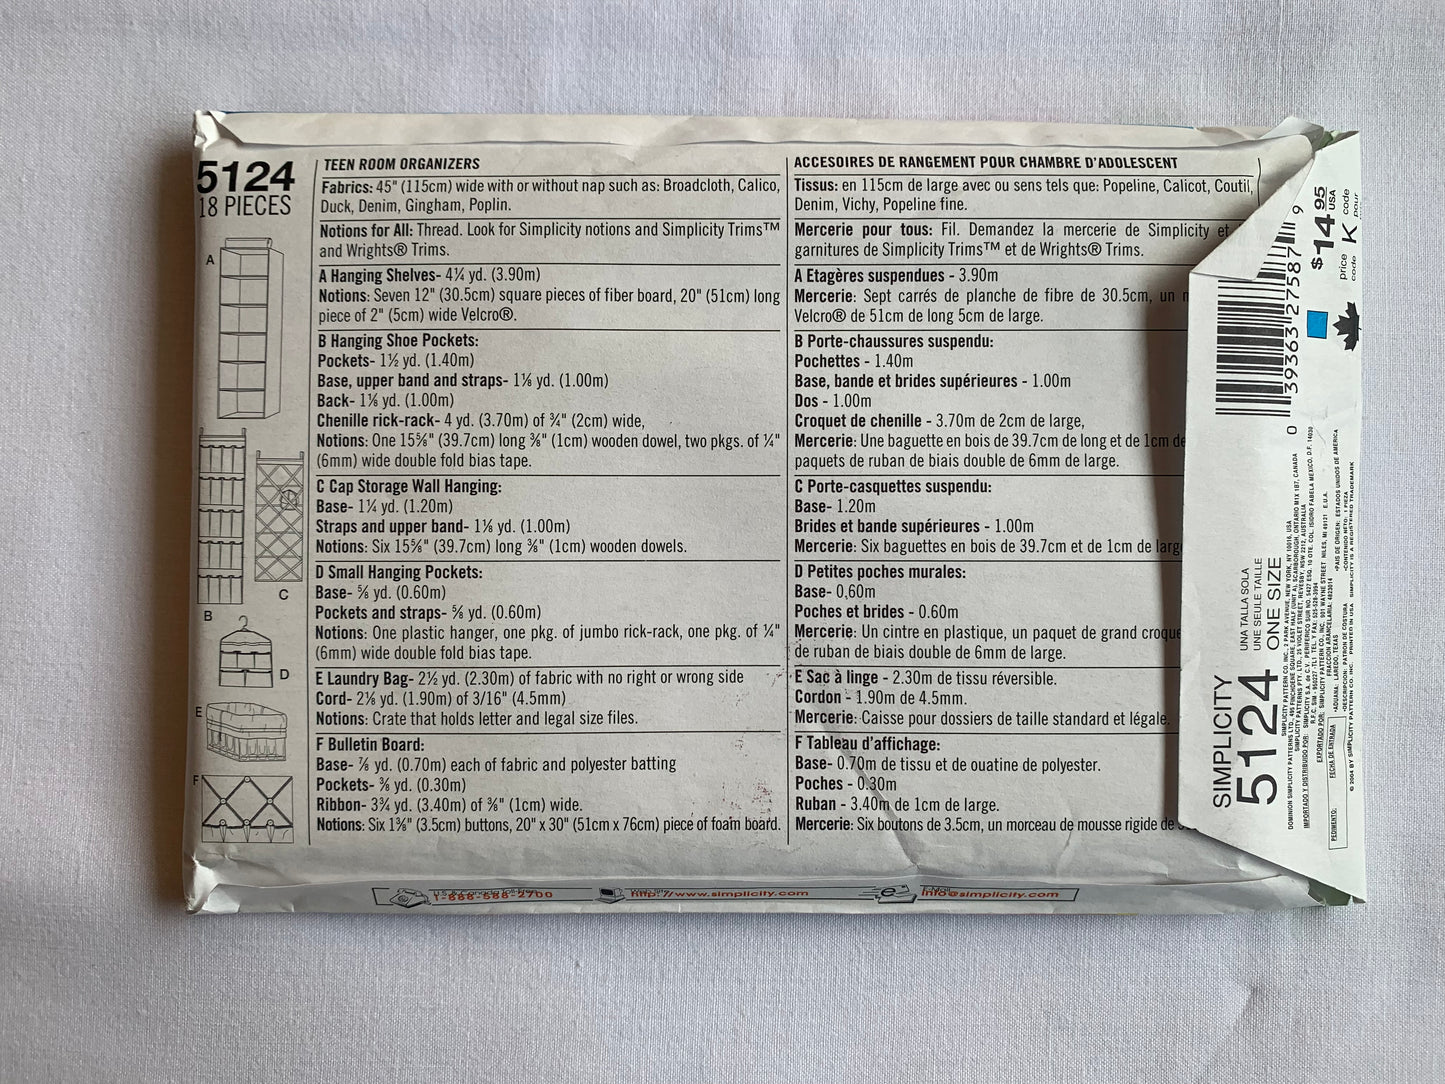 5124
18 PIECES
A
B
C
D
E
F
TEEN ROOM ORGANIZERS
Fabrics: 45" (115cm) wide with or without nap such as: Broadcloth, Calico,
Duck, Denim, Gingham, Poplin.
Notions for All: Thread. Look for Simplicity notions and Simplicity Trims™
and Wrights® Trims.
A Hanging Shelves- 4¼ yd. (3.90m)
Notions: Seven 12" (30.5cm) square pieces of fiber board, 20" (51cm) long
piece of 2" (5cm) wide Velcro®.
B Hanging Shoe Pockets:
Pockets- 1½ yd. (1.40m)
Base, upper band and straps- 1⅛ yd. (1.00m)
Back- 1⅛ yd. (1.00m)
Chenille rick-rack- 4 yd. (3.70m) of ¾" (2cm) wide,
Notions: One 15⅝" (39.7cm) long ⅜" (1cm) wooden dowel, two pkgs. of ¼"
(6mm) wide double fold bias tape.
C Cap Storage Wall Hanging:
Base- 1¼ yd. (1.20m)
Straps and upper band- 1⅛ yd. (1.00m)
Notions: Six 15⅝" (39.7cm) long ⅜" (1cm) wooden dowels.
D Small Hanging Pockets:
Base- ⅝ yd. (0.60m)
Pockets and straps- ⅝ yd. (0.60m)
Notions: One plastic hanger, one pkg. of jumbo rick-rack, one pkg. of ¼"
(6mm) wide double fold bias tape.
E Laundry Bag- 2½ yd. (2.30m) of fabric with no right or wrong side
Cord- 2⅛ yd. (1.90m) of 3/16" (4.5mm)
Notions: Crate that holds letter and legal size files.
F Bulletin Board:
Base- ⅞ yd. (0.70m) each of fabric and polyester batting
Pockets- ⅜ yd. (0.30m)
Ribbon- 3¾ yd. (3.40m) of ⅜" (1cm) wide.
Notions: Six 1⅜" (3.5cm) buttons, 20" x 30" (51cm x 76cm) piece of foam board.
ACCESOIRES DE RANGEMENT POUR CHAMBRE D'ADOLESCENT
Tissus: en 115cm de large avec ou sens tels que: Popeline, Calicot, Coutil,
Denim, Vichy, Popeline fine.
Mercerie pour tous: Fil. Demandez la mercerie de Simplicity et
garnitures de Simplicity Trims™ et de Wrights® Trims.
A Etagères suspendues - 3.90m
Mercerie: Sept carrés de planche de fibre de 30.5cm, un
Velcro® de 51cm de long 5cm de large.
B Porte-chaussures suspendu:
Pochettes - 1.40m
Base, bande et brides supérieures - 1.00m
Dos - 1.00m
Croquet de chenille - 3.70m de 2cm de large,
Mercerie: Une baguette en bois de 39.7cm de long et de 1cm de
paquets de ruban de biais double de 6mm de large.
C Porte-casquettes suspendu:
Base- 1.20m
Brides et bande supérieures - 1.00m
Mercerie: Six baguettes en bois de 39.7cm et de 1cm de large
D Petites poches murales:
Base- 0,60m
Poches et brides - 0.60m
Mercerie: Un cintre en plastique, un paquet de grand
de ruban de biais double de 6mm de large.
E Sac à linge - 2.30m de tissu réversible.
Cordon - 1.90m de 4.5mm.
Mercerie: Caisse pour dossiers de taille standard et légale.
F Tableau d'affichage:
Base- 0.70m de tissu et de ouatine de polyester.
Poches - 0.30m
Ruban - 3.40m de 1cm de large.
Mercerie: Six boutons de 3.5cm, un morceau de mousse rigide de
1-888-588-2700
http://www.simplicity.com
info@simplicity.com
SIMPLICITY
5124
UNA TALLA SOLA
UNE SEULE TAILLE
ONE SIZE
0 39363 27587 9
$14.95
USA
price code
K
code pour